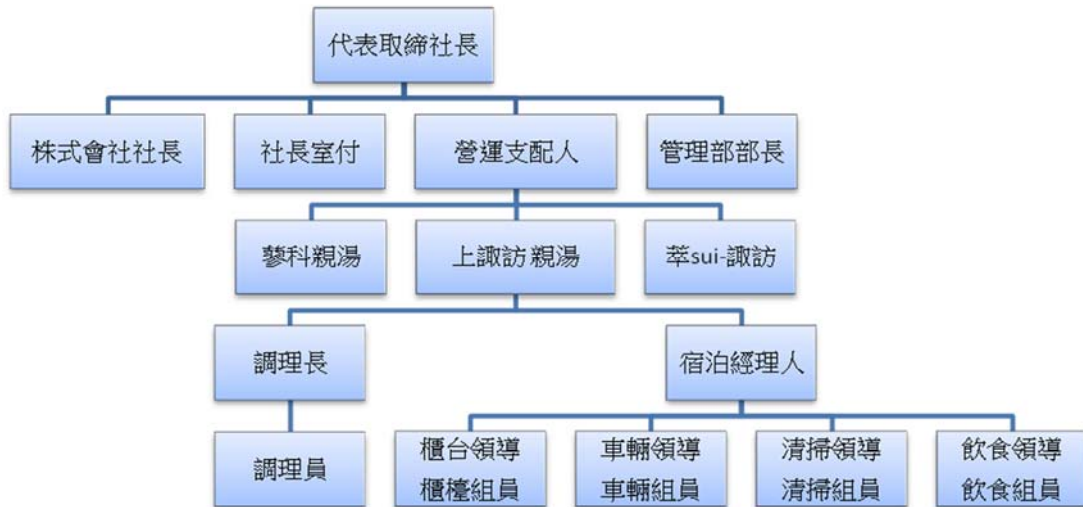 代表取締社長
株式會社社長
社長室付
營運支配人
管理部部長
蓼科親湯
上諏訪親湯
萃sui-諏訪
調理長
宿泊經理人
調理員
櫃台領導
櫃檯組員
車輛領導
車輛組員
清掃領導
清掃組員
飲食領導
飲食組員